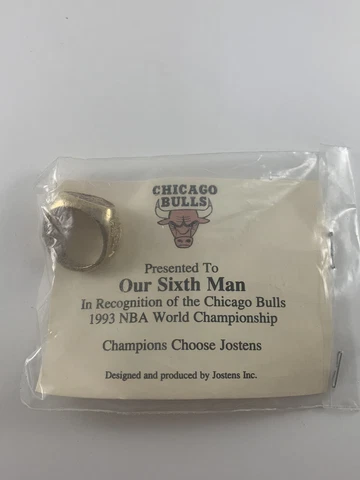 CHICAGO
BULLS
Presented To
Our Sixth Man
In Recognition of the Chicago Bulls
1993 NBA World Championship
Champions Choose Jostens
Designed and produced by Jostens Inc.